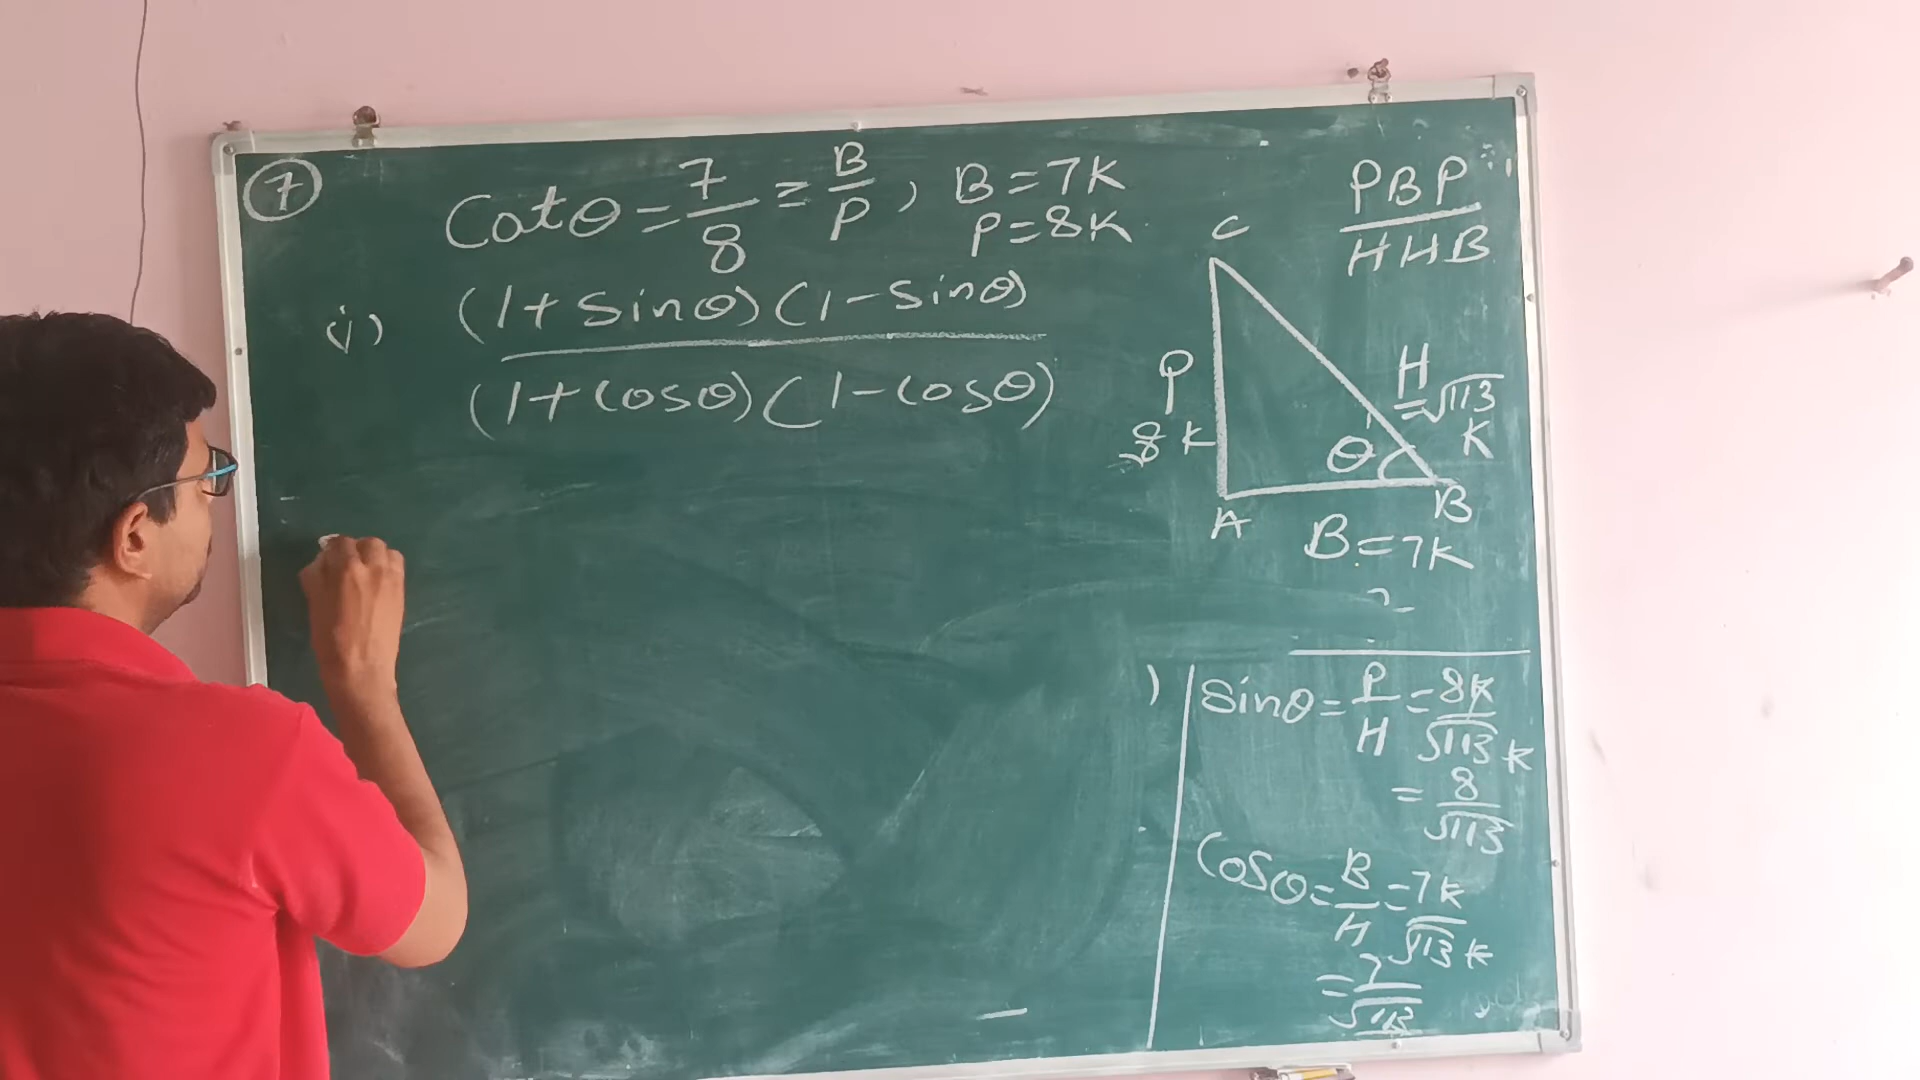 7
Cotθ = 7/8 = B/P, B = 7K
P = 8K
i) (1 + Sinθ)(1 - Sinθ)
(1 + Cosθ)(1 - Cosθ)
PBP
HHB
C
P
8K
H
= √113
K
θ
A
B
B = 7K
Sinθ = P/H = 8K/√113 K
= 8/√113
Cosθ = B/H = 7K/√113 K
= 7/√113